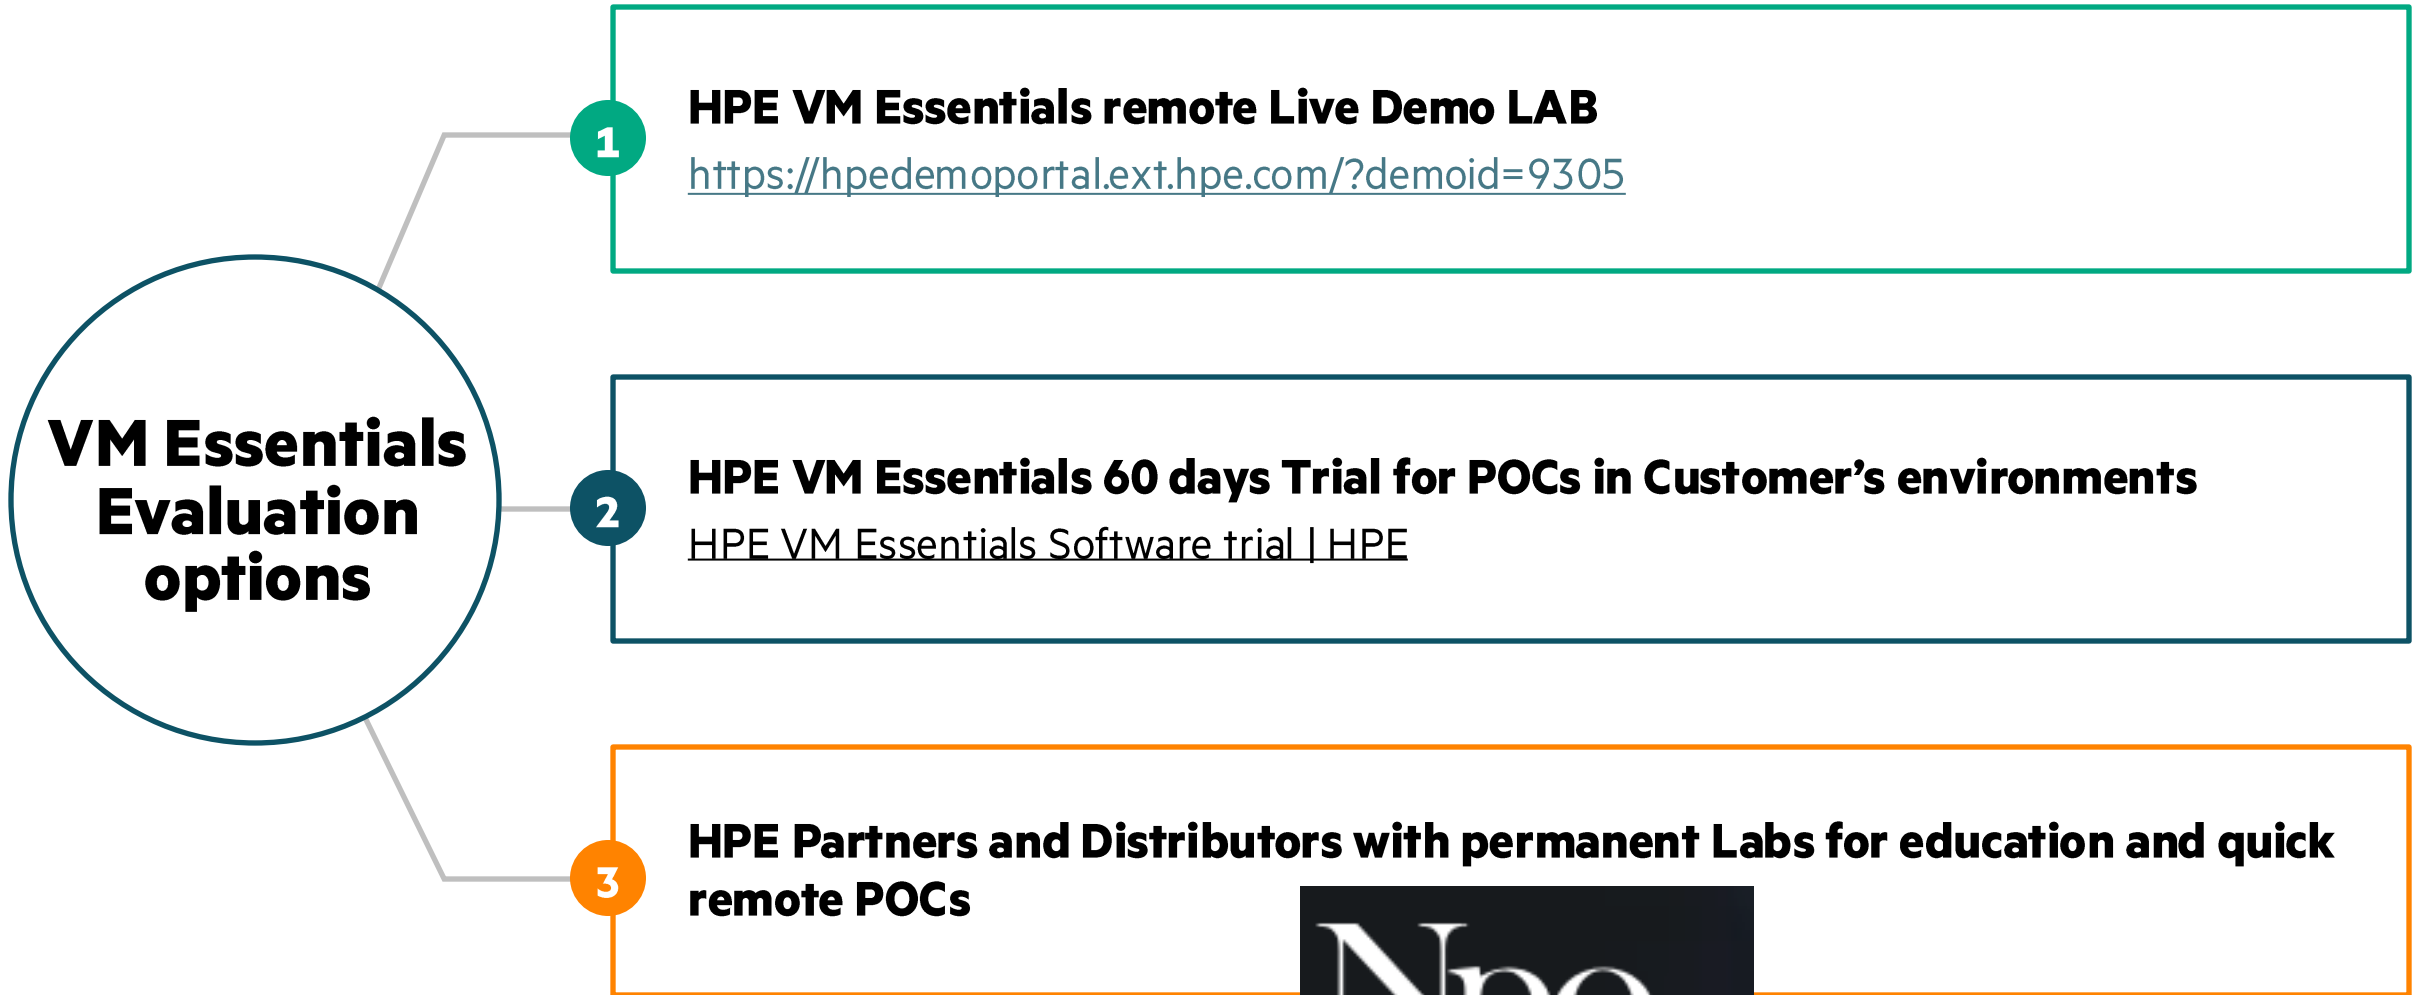 VM Essentials
Evaluation
options
1
HPE VM Essentials remote Live Demo LAB
https://hpedemoportal.ext.hpe.com/?demoid=9305
2
HPE VM Essentials 60 days Trial for POCs in Customer’s environments
HPE VM Essentials Software trial | HPE
3
HPE Partners and Distributors with permanent Labs for education and quick
remote POCs